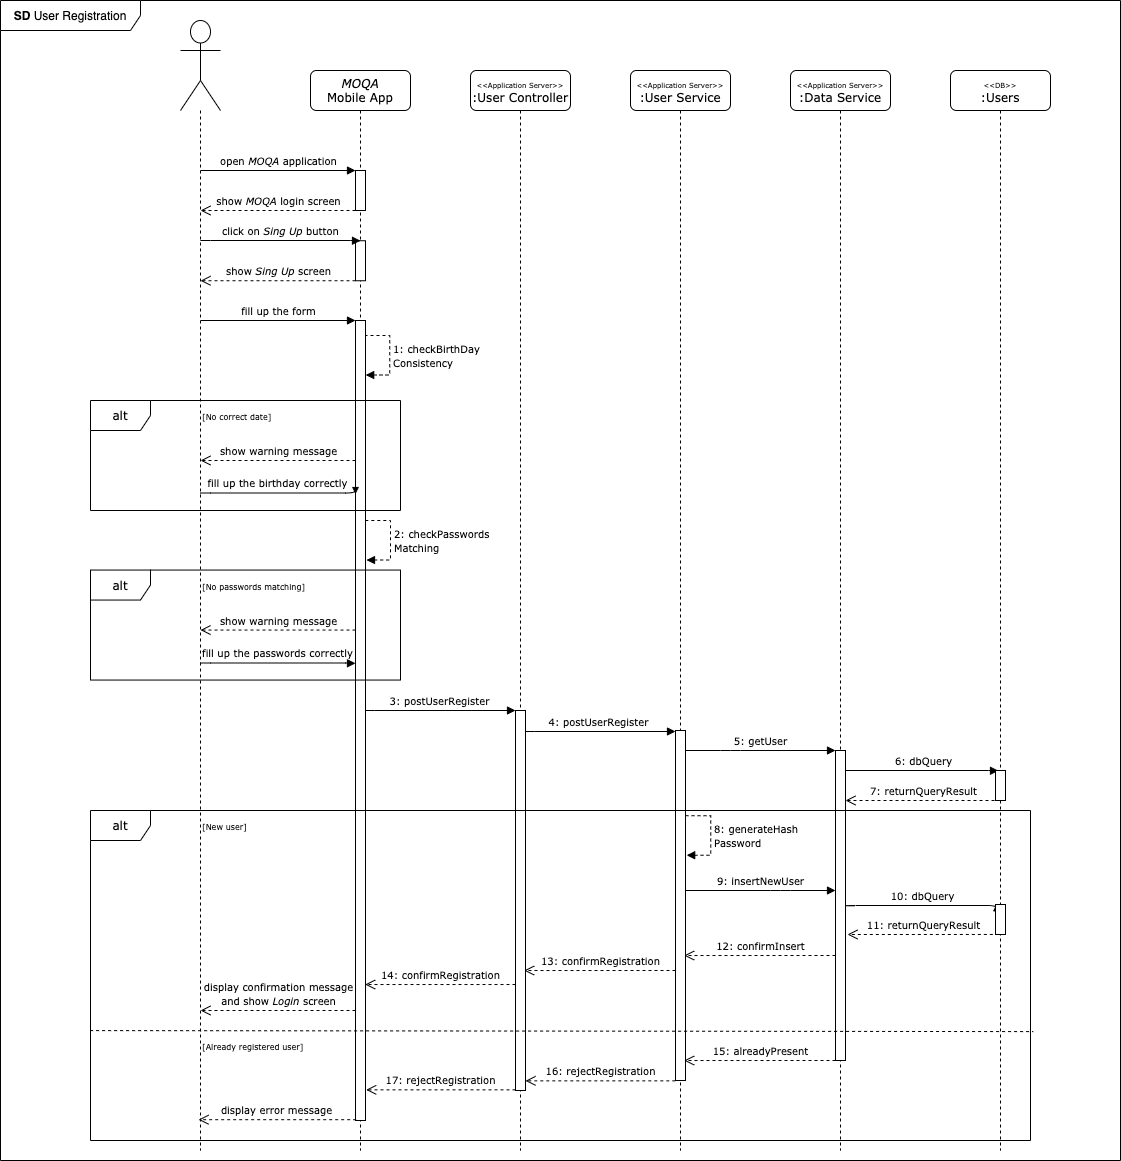 SD User Registration
MOQA
Mobile App
<<Application Server>>
:User Controller
<<Application Server>>
:User Service
<<Application Server>>
:Data Service
<<DB>>
:Users
open MOQA application
show MOQA login screen
click on Sing Up button
show Sing Up screen
fill up the form
1: checkBirthDay
Consistency
alt
[No correct date]
show warning message
fill up the birthday correctly
2: checkPasswords
Matching
alt
[No passwords matching]
show warning message
fill up the passwords correctly
3: postUserRegister
4: postUserRegister
5: getUser
6: dbQuery
7: returnQueryResult
alt
[New user]
8: generateHash
Password
9: insertNewUser
10: dbQuery
11: returnQueryResult
12: confirmInsert
13: confirmRegistration
14: confirmRegistration
display confirmation message
and show Login screen
[Already registered user]
15: alreadyPresent
16: rejectRegistration
17: rejectRegistration
display error message